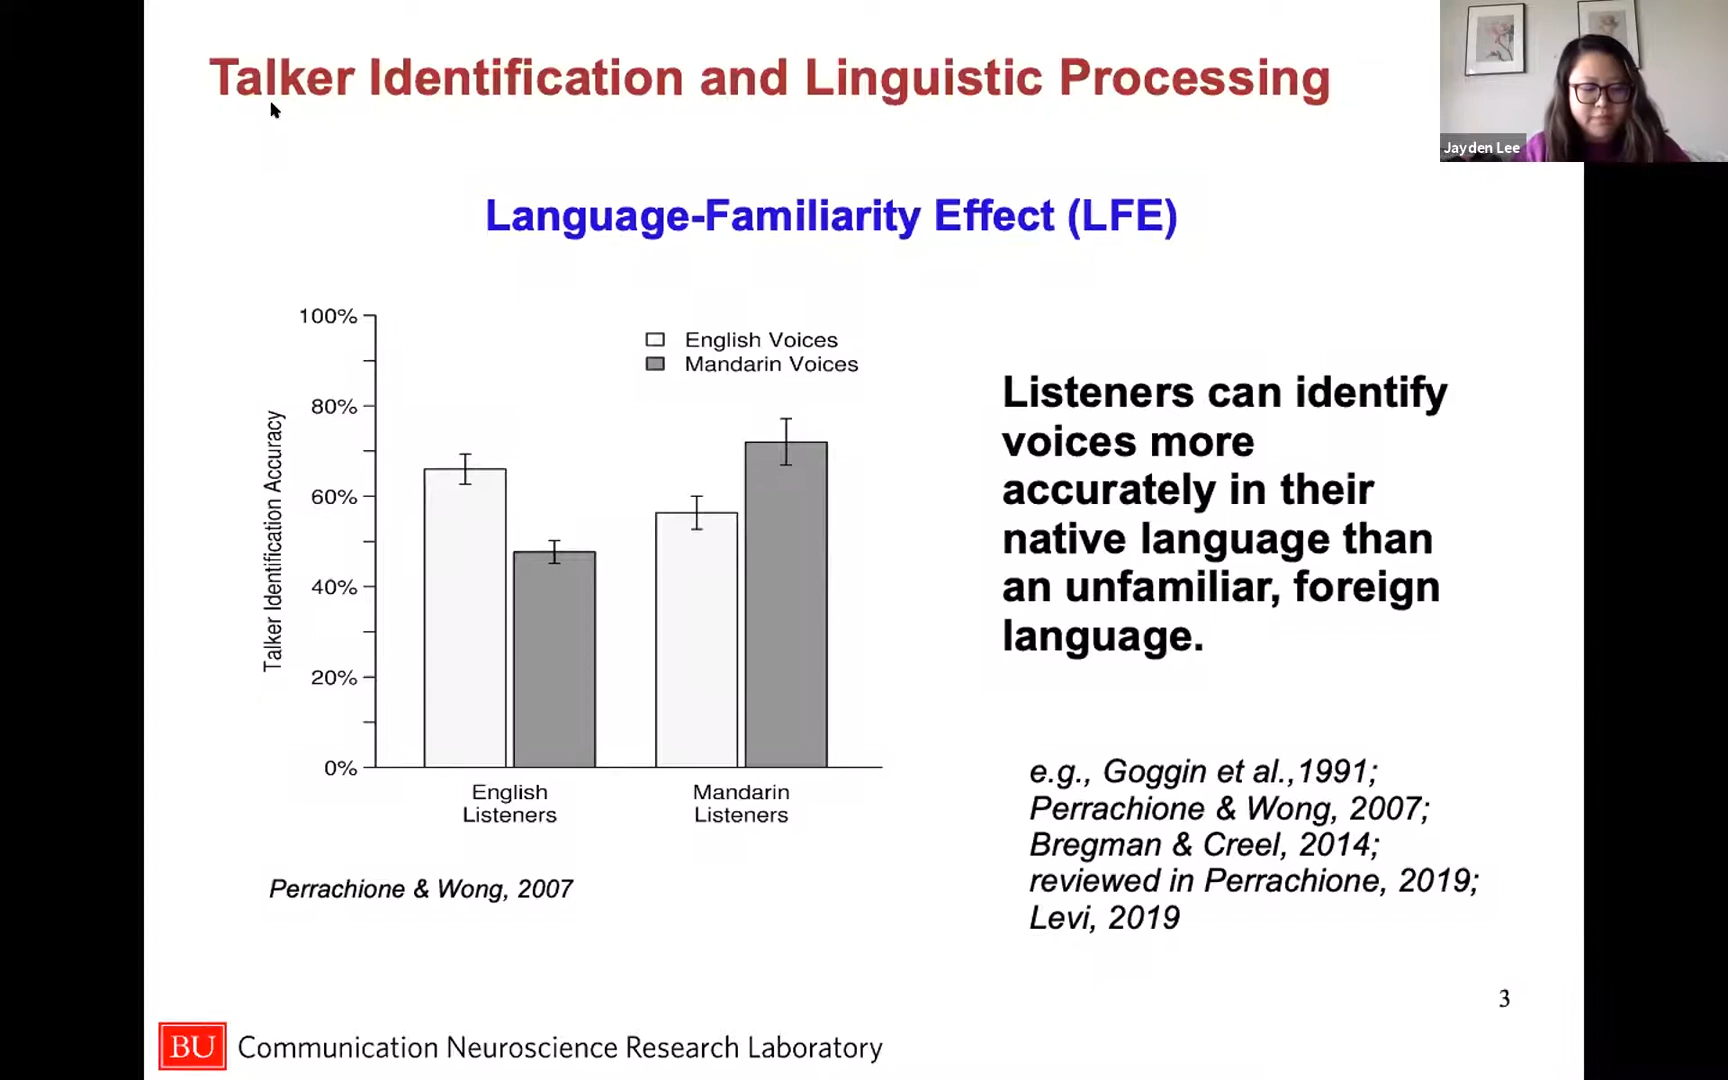 Talker Identification and Linguistic Processing
Jayden Lee
Language-Familiarity Effect (LFE)
100%
80%
60%
40%
20%
0%
Talker Identification Accuracy
English Voices
Mandarin Voices
English
Listeners
Mandarin
Listeners
Perrachione & Wong, 2007
Listeners can identify
voices more
accurately in their
native language than
an unfamiliar, foreign
language.
e.g., Goggin et al.,1991;
Perrachione & Wong, 2007;
Bregman & Creel, 2014;
reviewed in Perrachione, 2019;
Levi, 2019
3
BU Communication Neuroscience Research Laboratory